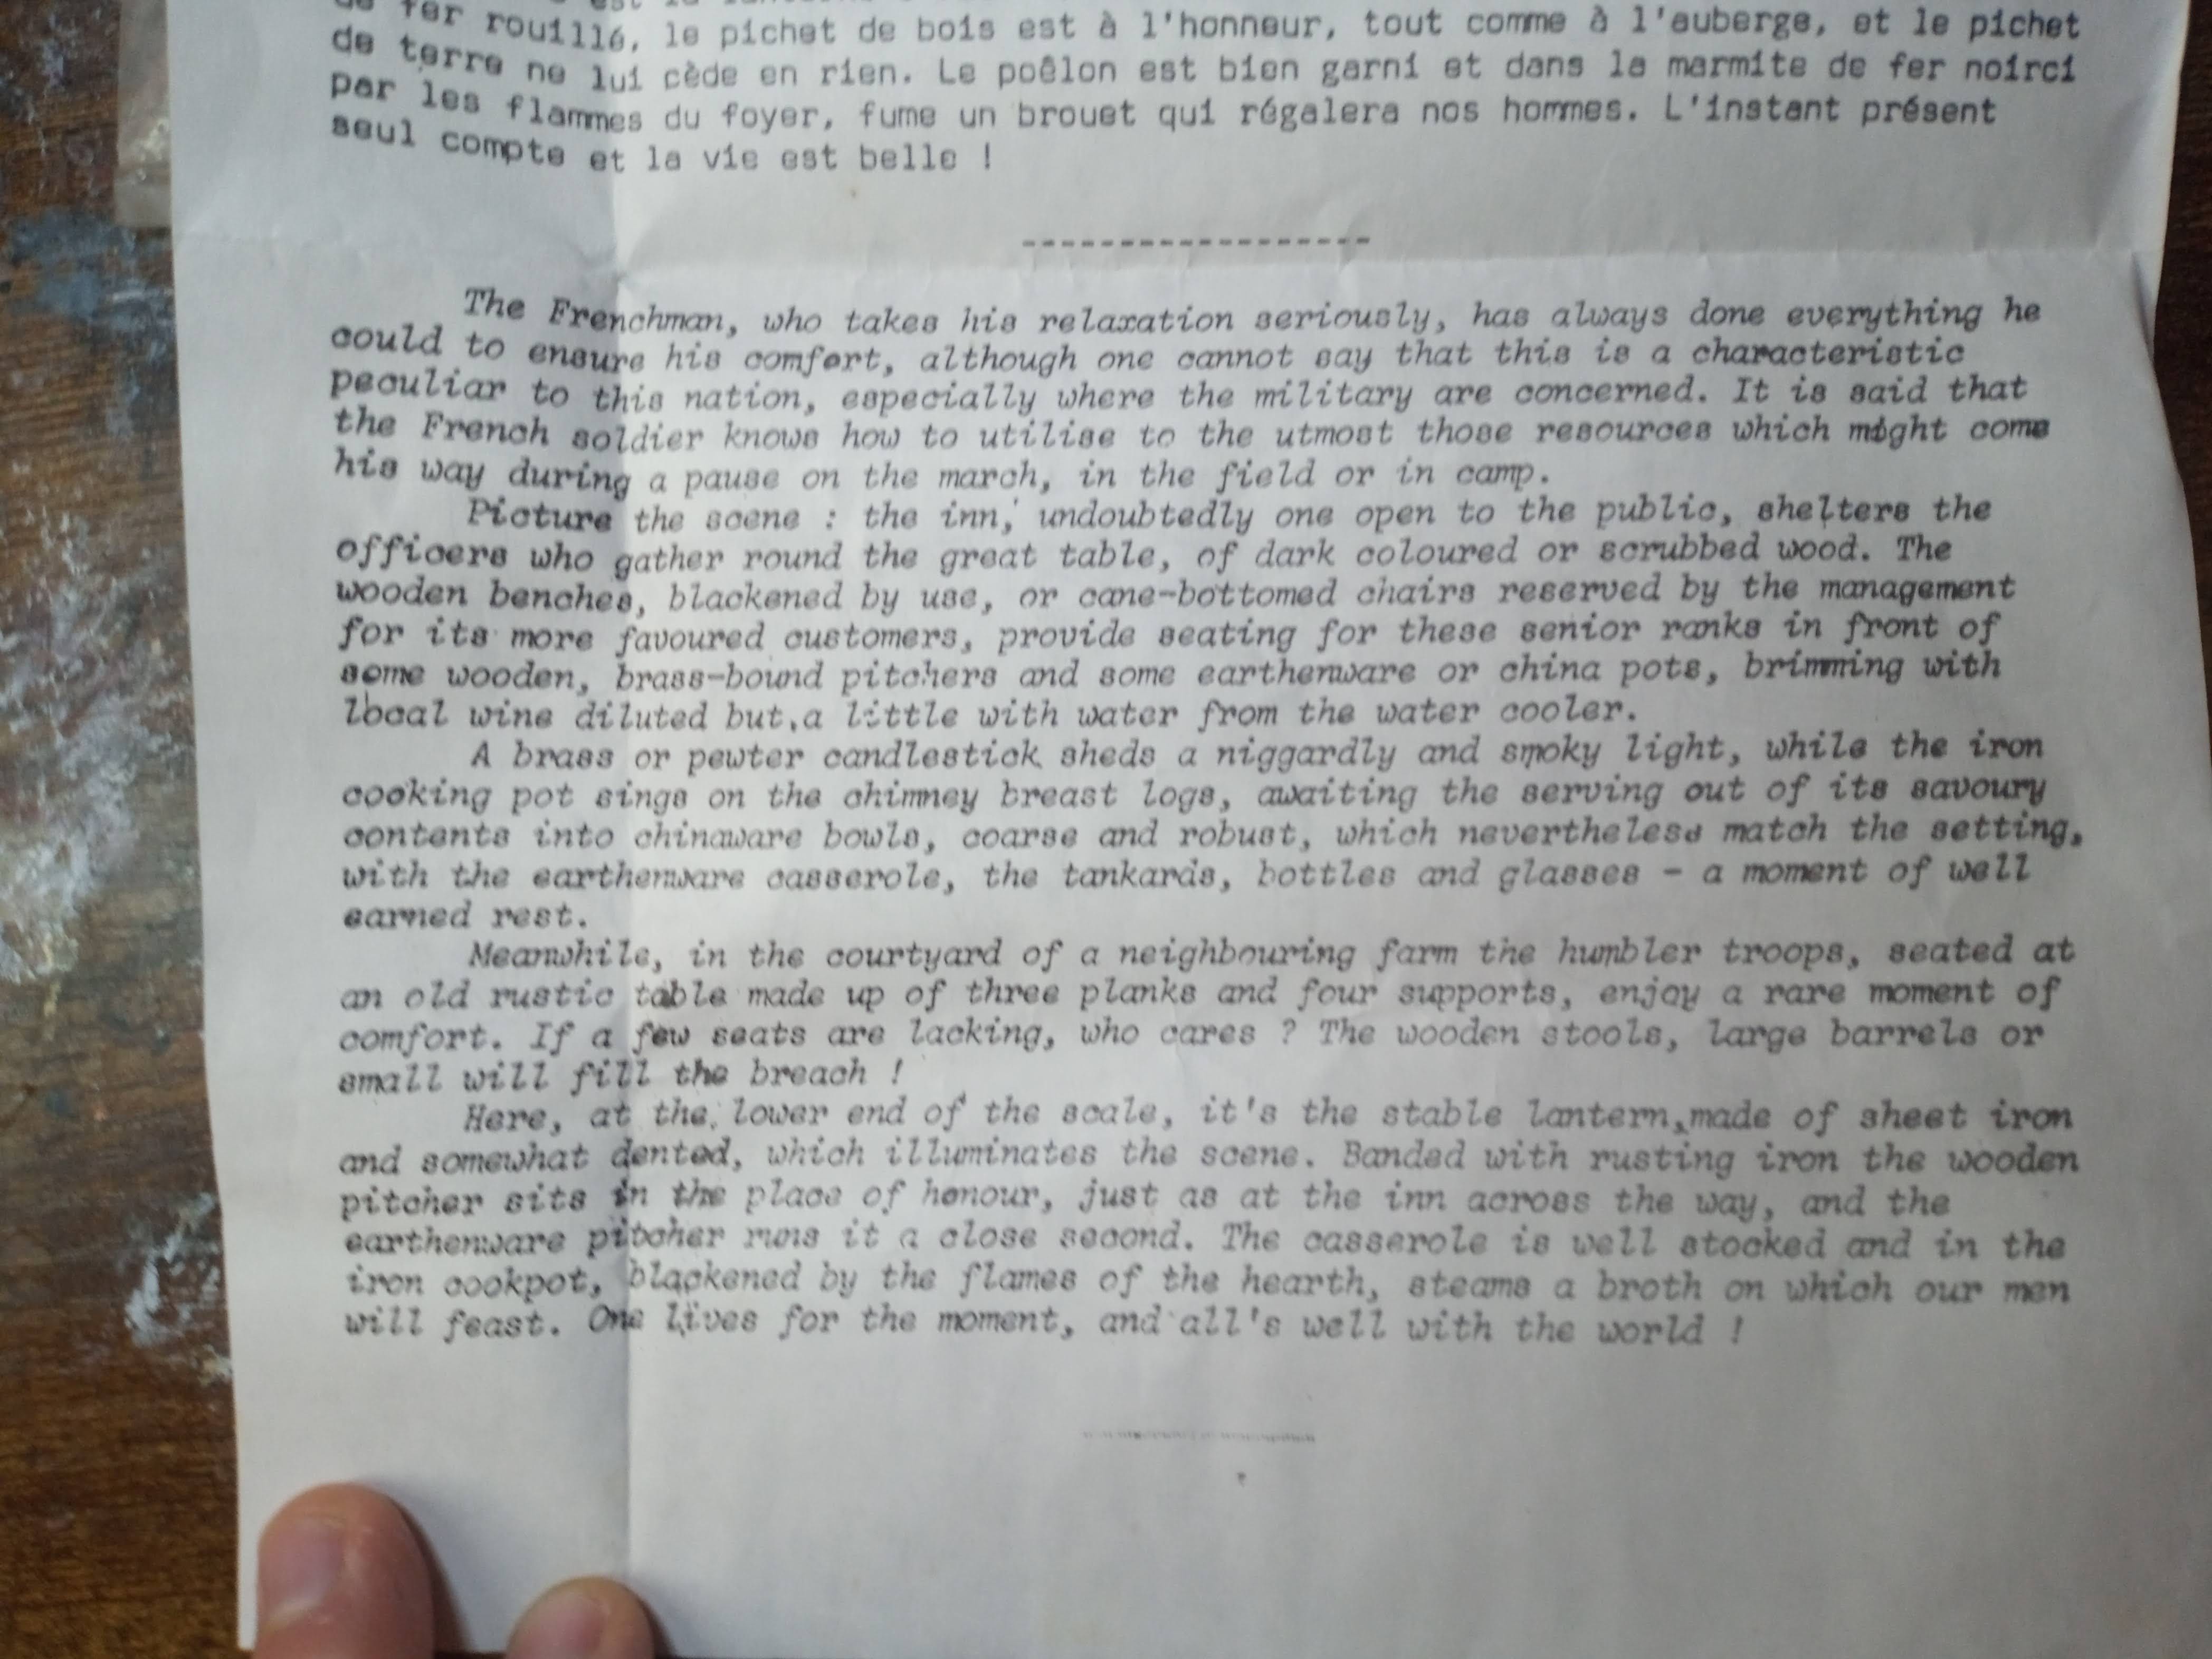 est la
de fer rouillé, le pichet de bois est à l'honneur, tout comme à l'auberge, et le pichet
de terre ne lui cède en rien. Le poêlon est bien garni et dans la marmite de fer noirci
par les flammes du foyer, fume un brouet qui régalera nos hommes. L'instant présent
seul compte et la vie est belle !
------------------
The Frenchman, who takes his relaxation seriously, has always done everything he
could to ensure his comfort, although one cannot say that this is a characteristic
peculiar to this nation, especially where the military are concerned. It is said that
the French soldier knows how to utilise to the utmost those resources which might come
his way during a pause on the march, in the field or in camp.
Picture the scene : the inn, undoubtedly one open to the public, shelters the
officers who gather round the great table, of dark coloured or scrubbed wood. The
wooden benches, blackened by use, or cane-bottomed chairs reserved by the management
for its more favoured customers, provide seating for these senior ranks in front of
some wooden, brass-bound pitchers and some earthenware or china pots, brimming with
local wine diluted but a little with water from the water cooler.
A brass or pewter candlestick sheds a niggardly and smoky light, while the iron
cooking pot sings on the chimney breast logs, awaiting the serving out of its savoury
contents into chinaware bowls, coarse and robust, which nevertheless match the setting,
with the earthenware casserole, the tankards, bottles and glasses - a moment of well
earned rest.
Meanwhile, in the courtyard of a neighbouring farm the humbler troops, seated at
an old rustic table made up of three planks and four supports, enjoy a rare moment of
comfort. If a few seats are lacking, who cares ? The wooden stools, large barrels or
small will fill the breach !
Here, at the lower end of the scale, it's the stable lantern, made of sheet iron
and somewhat dented, which illuminates the scene. Banded with rusting iron the wooden
pitcher sits in the place of honour, just as at the inn across the way, and the
earthenware pitcher runs it a close second. The casserole is well stocked and in the
iron cookpot, blackened by the flames of the hearth, steams a broth on which our men
will feast. One lives for the moment, and all's well with the world !